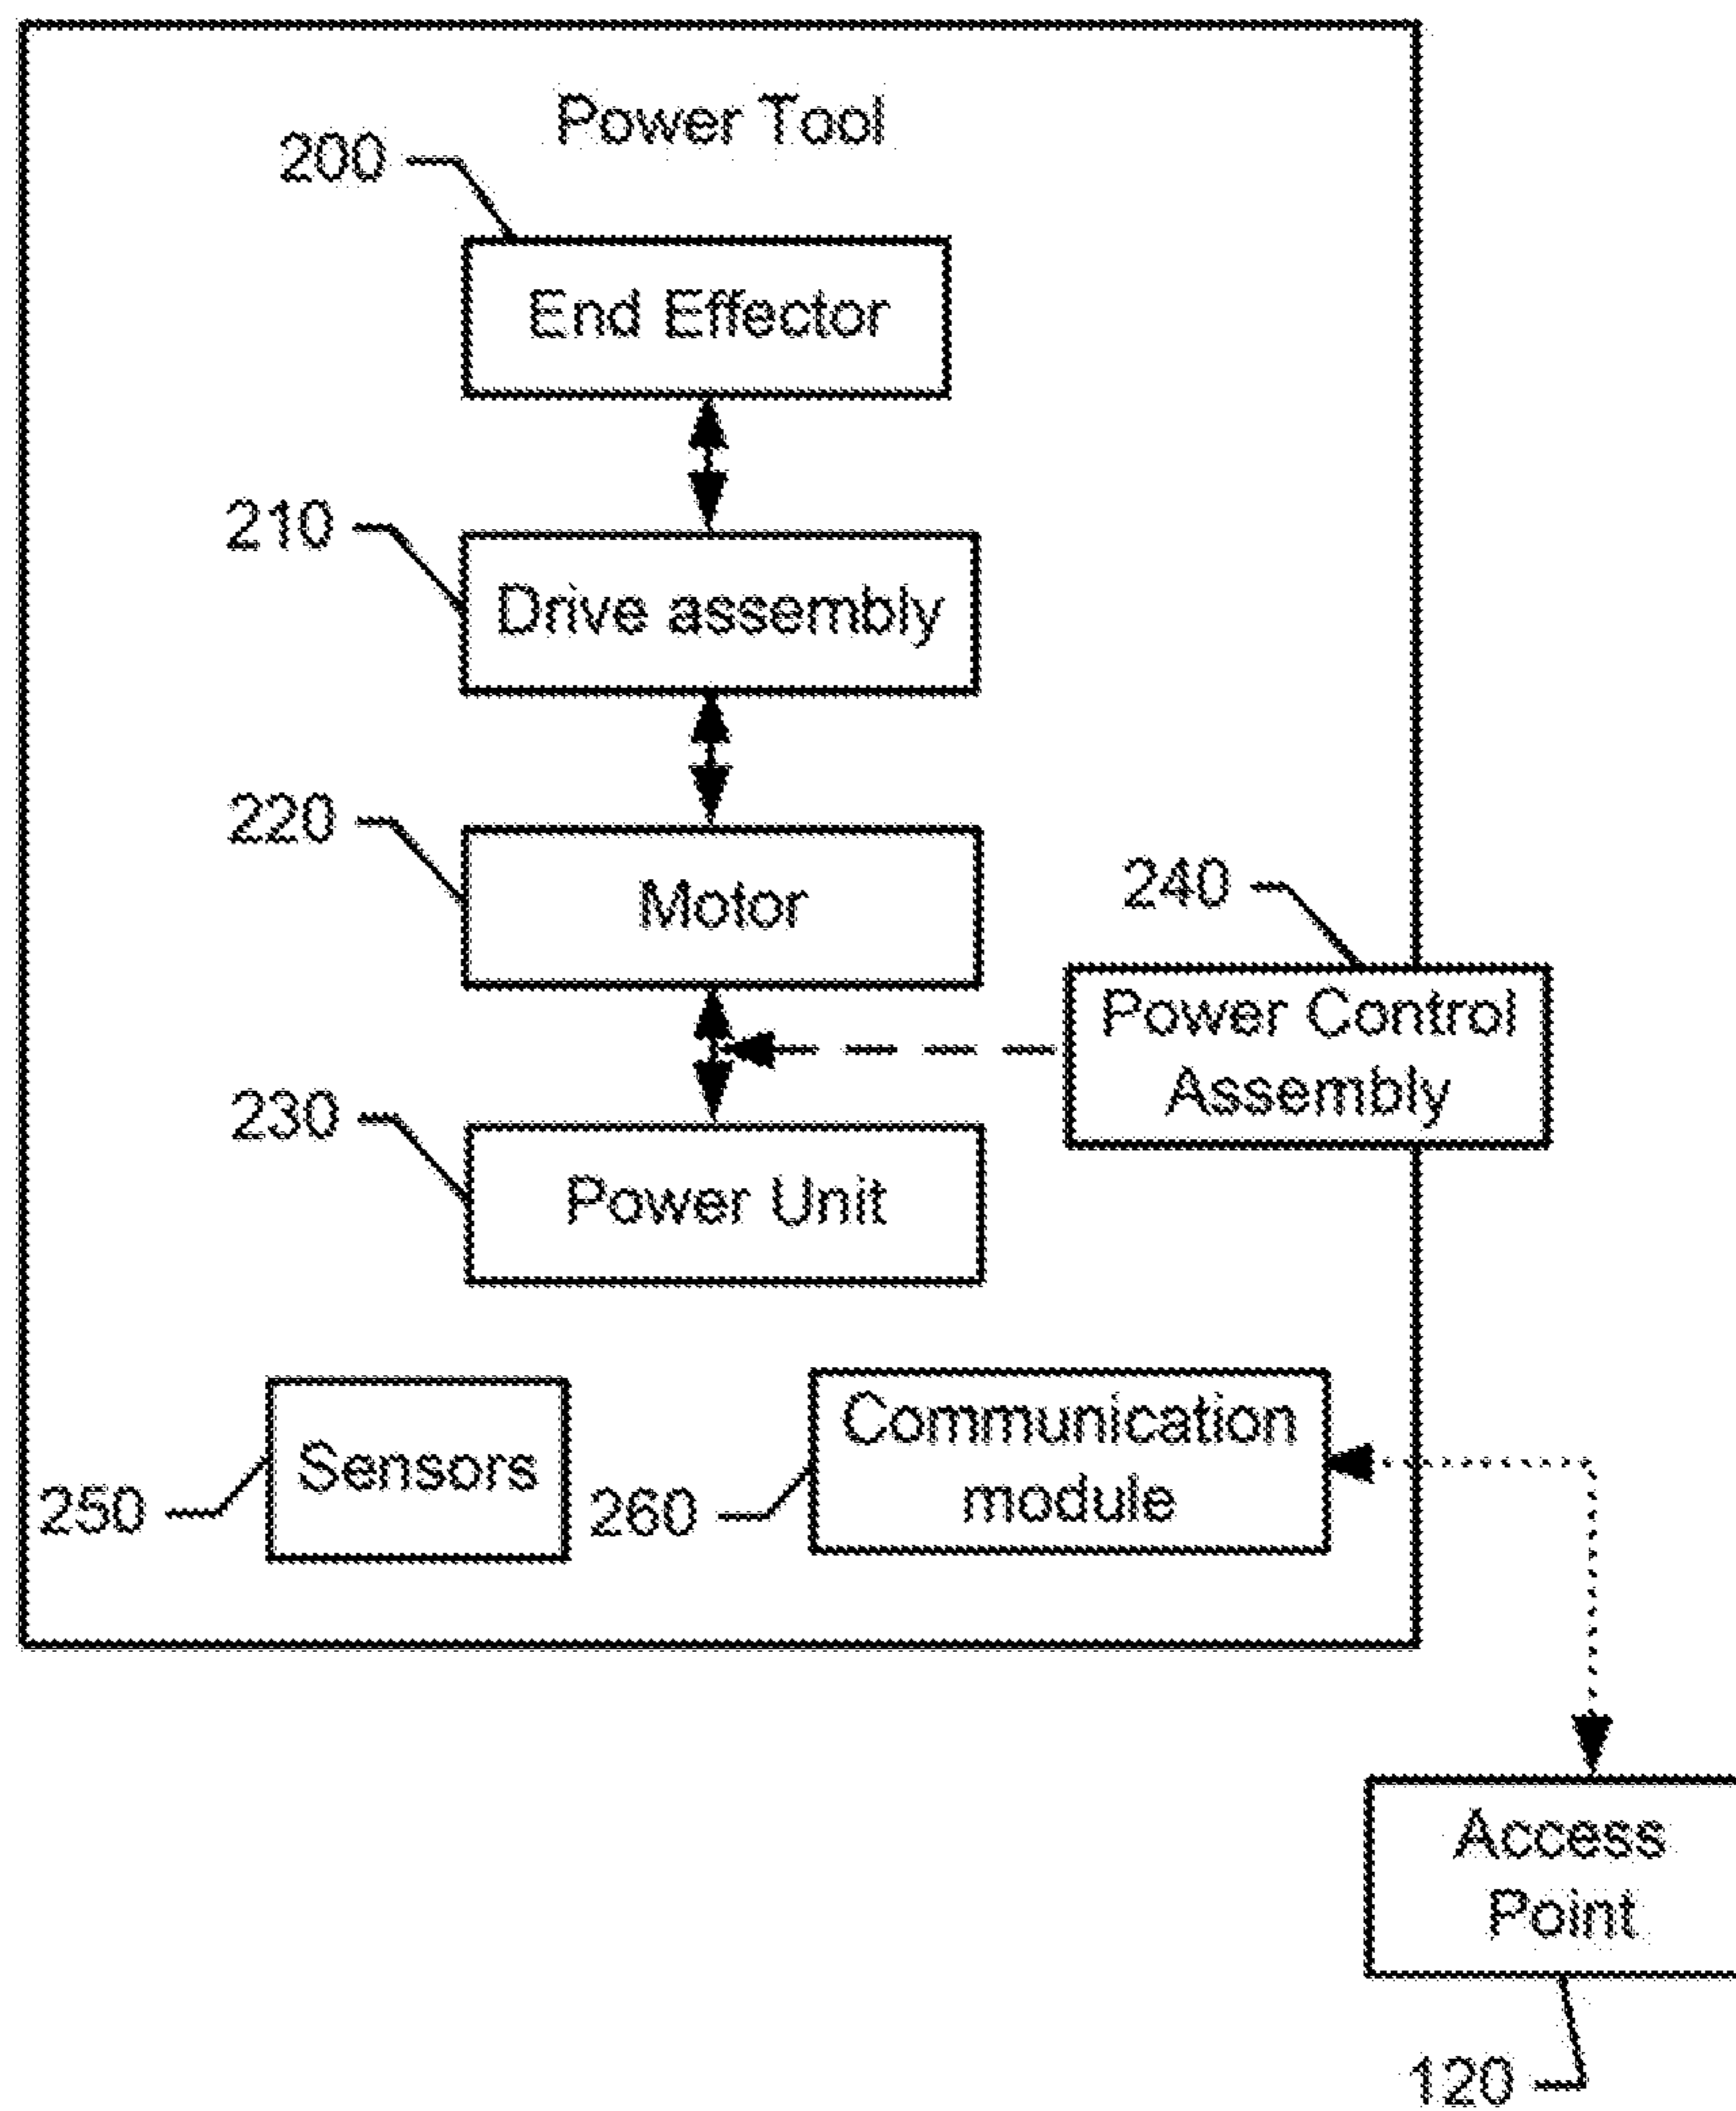 Power Tool
200
End Effector
210
Drive assembly
220
Motor
240
Power Control
Assembly
230
Power Unit
250
Sensors
260
Communication
module
Access
Point
120